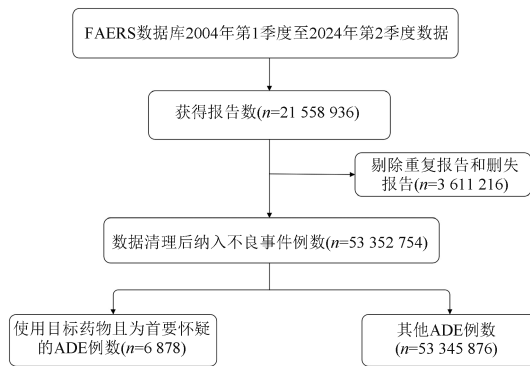 FAERS数据库2004年第1季度至2024年第2季度数据
获得报告数(n=21 558 936)
剔除重复报告和删失
报告(n=3 611 216)
数据清理后纳入不良事件例数(n=53 352 754)
使用目标药物且为首要怀疑
的ADE例数(n=6 878)
其他ADE例数
(n=53 345 876)